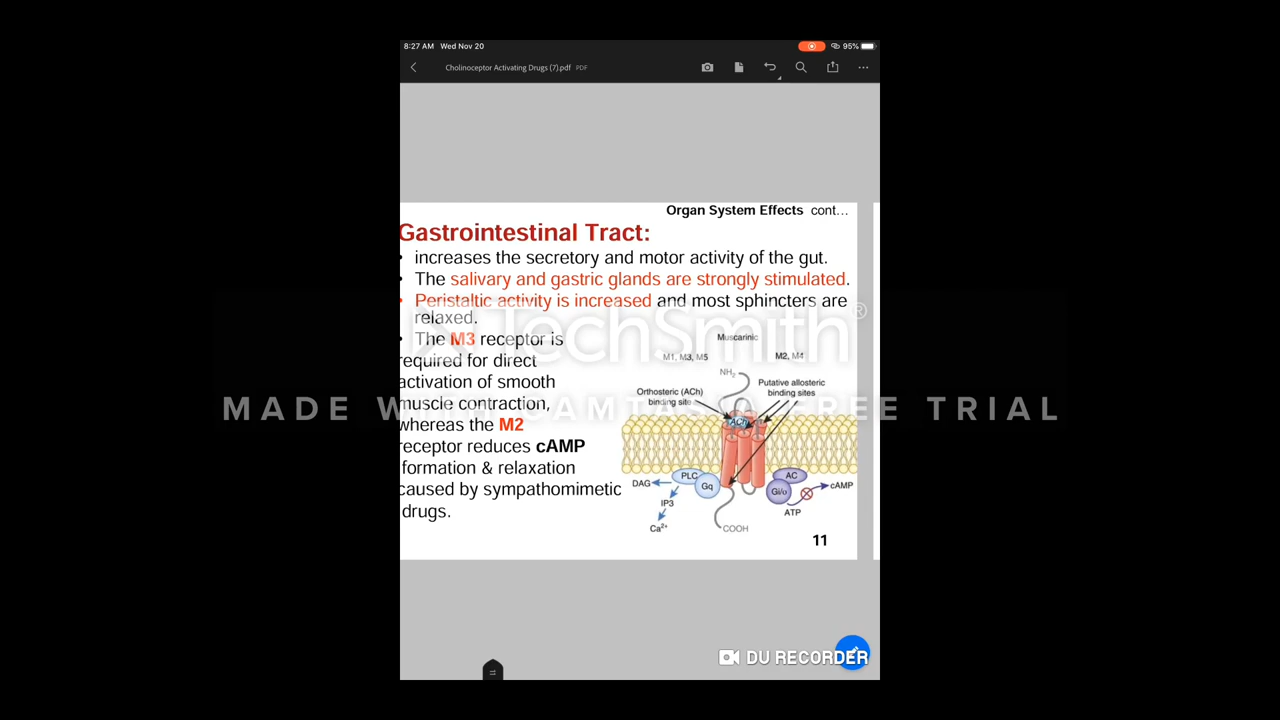 8:27 AM Wed Nov 20
95%
Cholinoceptor Activating Drugs (7).pdf PDF
Organ System Effects cont...
Gastrointestinal Tract:
• increases the secretory and motor activity of the gut.
• The salivary and gastric glands are strongly stimulated.
• Peristaltic activity is increased and most sphincters are
relaxed.
• The M3 receptor is
required for direct
activation of smooth
muscle contraction,
whereas the M2
receptor reduces cAMP
formation & relaxation
caused by sympathomimetic
drugs.
Muscarinic
M1, M3, M5
M2, M4
NH2
Orthosteric (ACh)
binding site
Putative allosteric
binding sites
ACh
PLC
Gq
DAG
IP3
Ca2+
AC
Gi/o
cAMP
ATP
COOH
11
TechSmith®
MADE WITH CAMTASIA FREE TRIAL
DU RECORDER
11